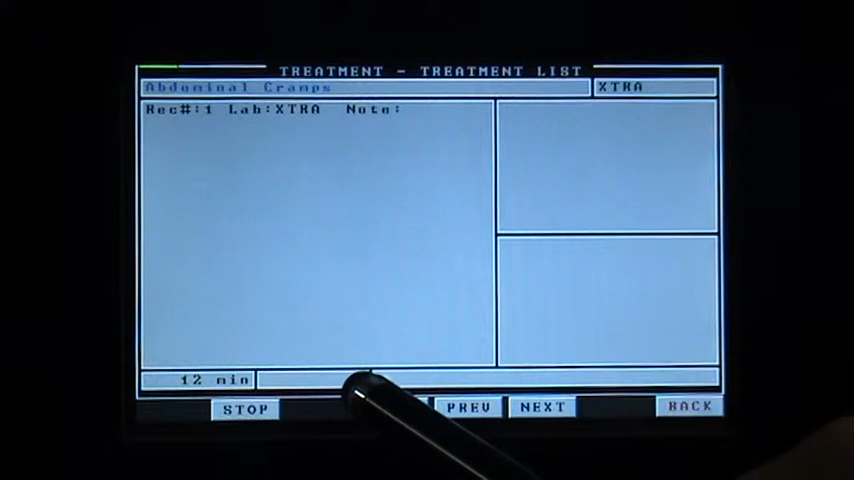 TREATMENT - TREATMENT LIST
Abdominal Cramps XTRA
Rec#:1 Lab:XTRA Note:
12 min
STOP PREV NEXT BACK